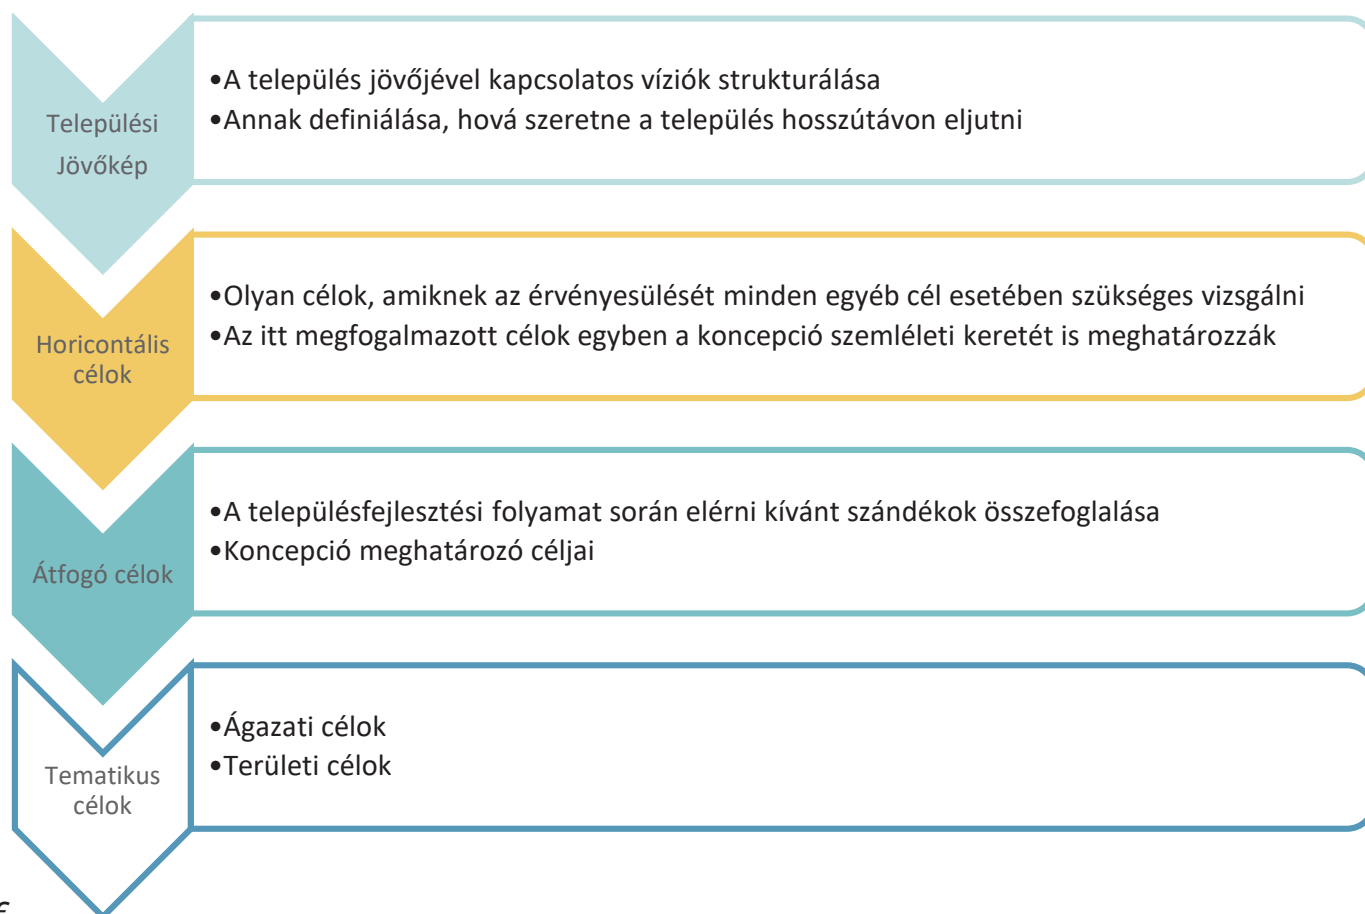 Települési
Jövőkép
•A település jövőjével kapcsolatos víziók strukturálása
•Annak definiálása, hová szeretne a település hosszútávon eljutni
Horicontális
célok
•Olyan célok, amiknek az érvényesülését minden egyéb cél esetében szükséges vizsgálni
•Az itt megfogalmazott célok egyben a koncepció szemléleti keretét is meghatározzák
Átfogó célok
•A településfejlesztési folyamat során elérni kívánt szándékok összefoglalása
•Koncepció meghatározó céljai
Tematikus
célok
•Ágazati célok
•Területi célok